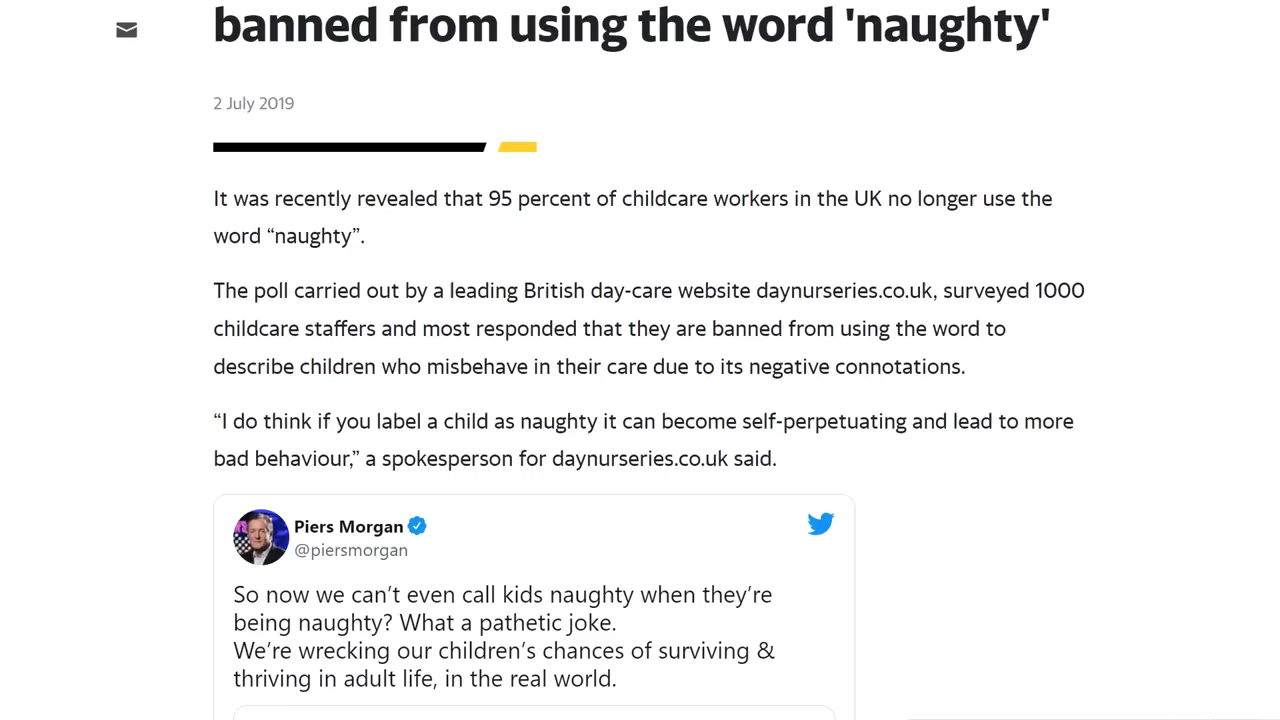 banned from using the word 'naughty'
2 July 2019
It was recently revealed that 95 percent of childcare workers in the UK no longer use the
word “naughty”.
The poll carried out by a leading British day-care website daynurseries.co.uk, surveyed 1000
childcare staffers and most responded that they are banned from using the word to
describe children who misbehave in their care due to its negative connotations.
“I do think if you label a child as naughty it can become self-perpetuating and lead to more
bad behaviour,” a spokesperson for daynurseries.co.uk said.
Piers Morgan
@piersmorgan
So now we can’t even call kids naughty when they’re
being naughty? What a pathetic joke.
We’re wrecking our children’s chances of surviving &
thriving in adult life, in the real world.